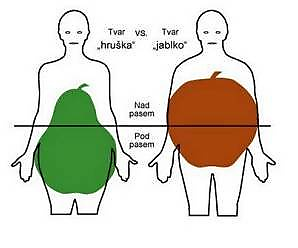 Tvar vs. Tvar
„hruška“ „jablko“
Nad
pasem
Pod
pasem